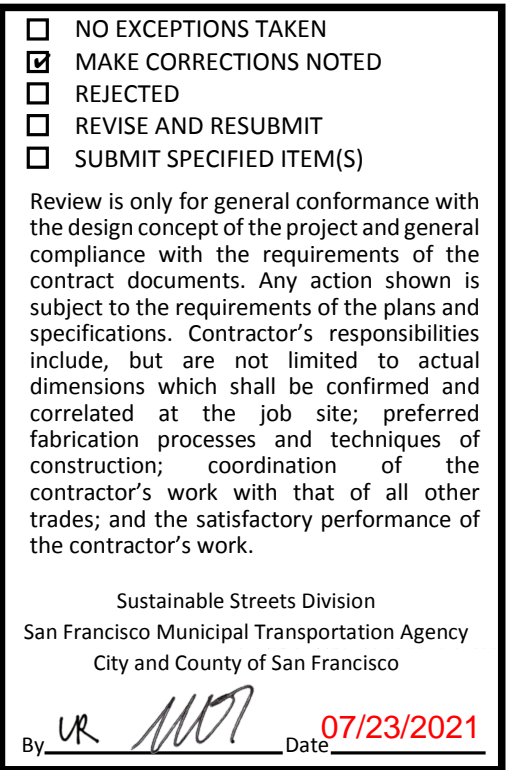 NO EXCEPTIONS TAKEN
MAKE CORRECTIONS NOTED
REJECTED
REVISE AND RESUBMIT
SUBMIT SPECIFIED ITEM(S)
Review is only for general conformance with
the design concept of the project and general
compliance with the requirements of the
contract documents. Any action shown is
subject to the requirements of the plans and
specifications. Contractor’s responsibilities
include, but are not limited to actual
dimensions which shall be confirmed and
correlated at the job site; preferred
fabrication processes and techniques of
construction; coordination of the
contractor’s work with that of all other
trades; and the satisfactory performance of
the contractor’s work.
Sustainable Streets Division
San Francisco Municipal Transportation Agency
City and County of San Francisco
By UR Date 07/23/2021